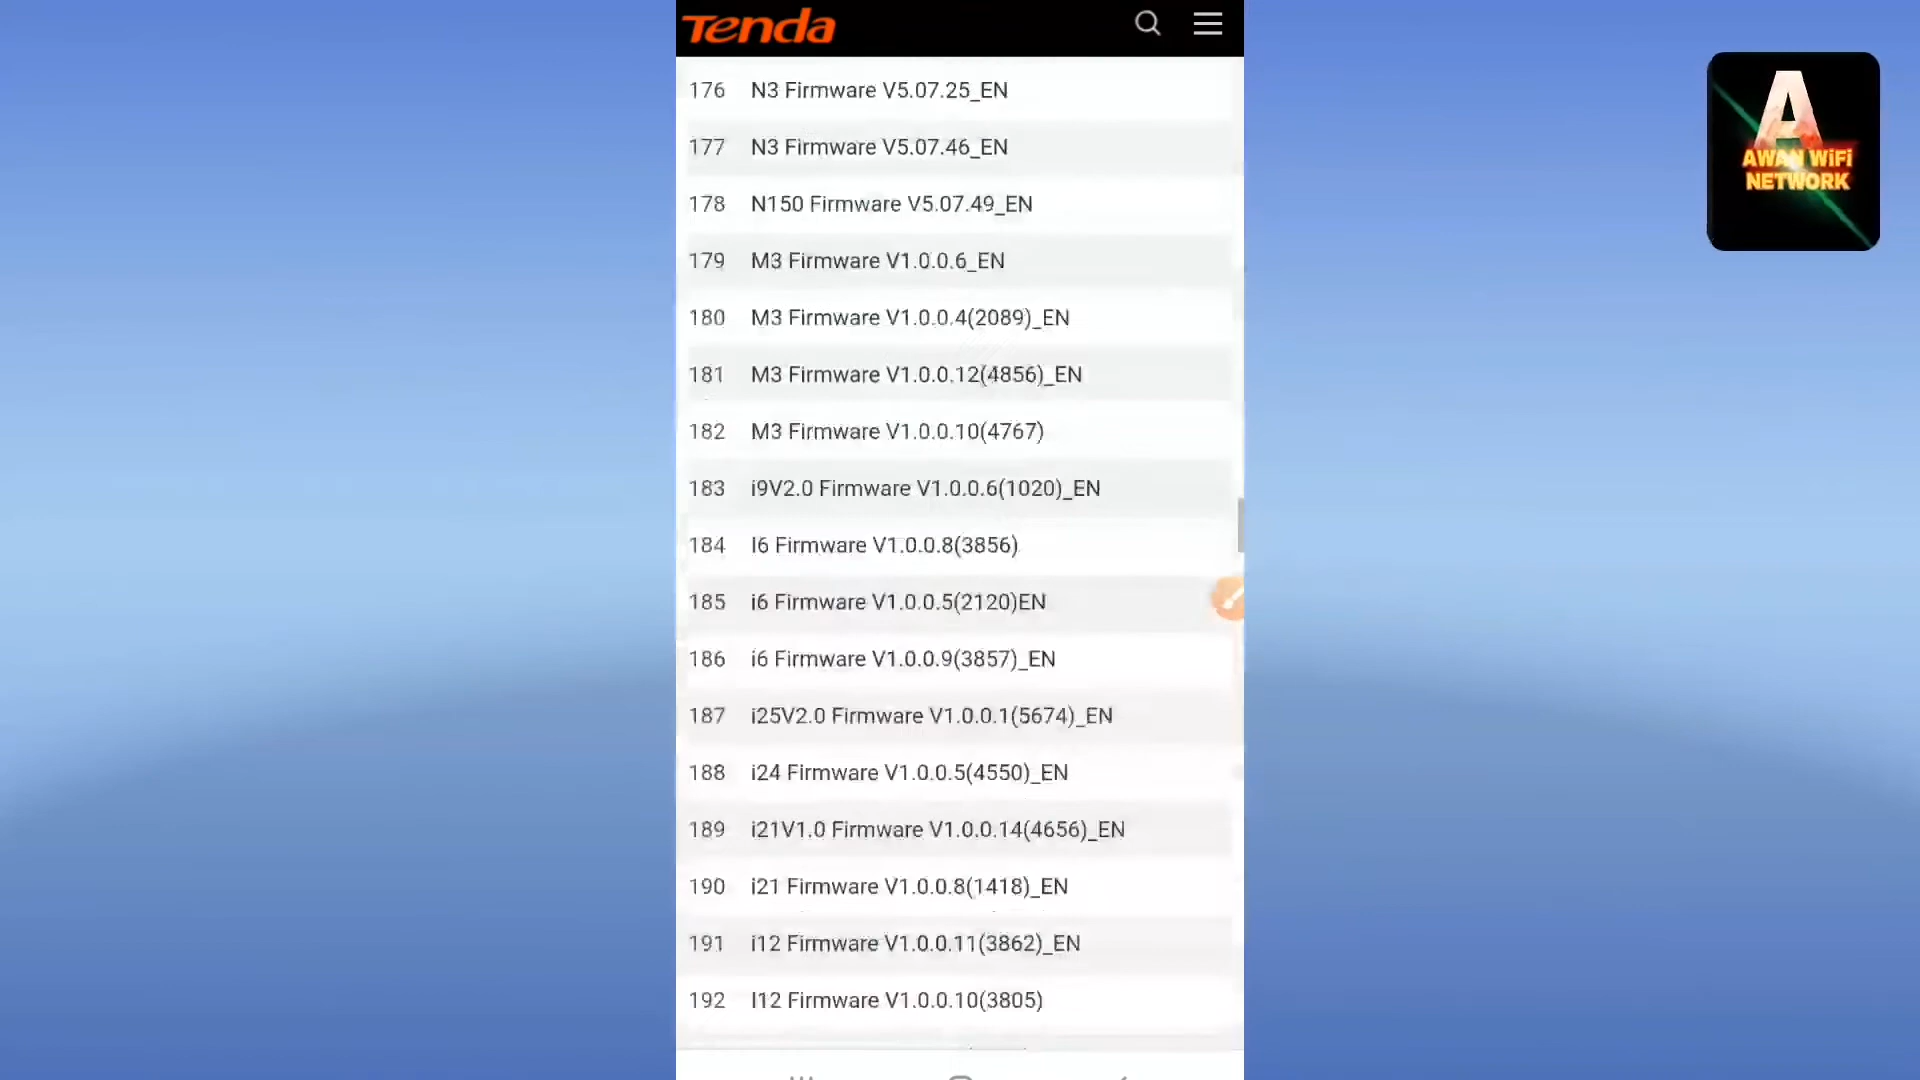 Tenda
176 N3 Firmware V5.07.25_EN
177 N3 Firmware V5.07.46_EN
178 N150 Firmware V5.07.49_EN
179 M3 Firmware V1.0.0.6_EN
180 M3 Firmware V1.0.0.4(2089)_EN
181 M3 Firmware V1.0.0.12(4856)_EN
182 M3 Firmware V1.0.0.10(4767)
183 i9V2.0 Firmware V1.0.0.6(1020)_EN
184 I6 Firmware V1.0.0.8(3856)
185 i6 Firmware V1.0.0.5(2120)EN
186 i6 Firmware V1.0.0.9(3857)_EN
187 i25V2.0 Firmware V1.0.0.1(5674)_EN
188 i24 Firmware V1.0.0.5(4550)_EN
189 i21V1.0 Firmware V1.0.0.14(4656)_EN
190 i21 Firmware V1.0.0.8(1418)_EN
191 i12 Firmware V1.0.0.11(3862)_EN
192 I12 Firmware V1.0.0.10(3805)
A
AWAN WiFi
NETWORK